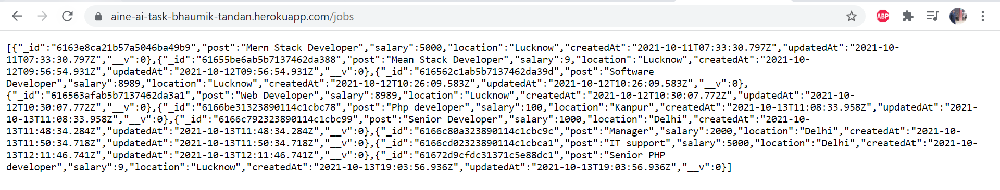 aine-ai-task-bhaumik-tandan.herokuapp.com/jobs
ABP
[{"_id":"6163e8ca21b57a5046ba49b9","post":"Mern Stack Developer","salary":5000,"location":"Lucknow","createdAt":"2021-10-11T07:33:30.797Z","updatedAt":"2021-10-
11T07:33:30.797Z","__v":0},{"_id":"61655be6ab5b7137462da388","post":"Mean Stack Developer","salary":9,"location":"Lucknow","createdAt":"2021-10-
12T09:56:54.931Z","updatedAt":"2021-10-12T09:56:54.931Z","__v":0},{"_id":"616562c1ab5b7137462da39d","post":"Software
Developer","salary":8989,"location":"Lucknow","createdAt":"2021-10-12T10:26:09.583Z","updatedAt":"2021-10-12T10:26:09.583Z","__v":0},
{"_id":"616563afab5b7137462da3a1","post":"Web Developer","salary":8989,"location":"Lucknow","createdAt":"2021-10-12T10:30:07.772Z","updatedAt":"2021-10-
12T10:30:07.772Z","__v":0},{"_id":"6166be31323890114c1cbc78","post":"Php developer","salary":100,"location":"Kanpur","createdAt":"2021-10-13T11:08:33.958Z","updatedAt":"2021-
10-13T11:08:33.958Z","__v":0},{"_id":"6166c792323890114c1cbc99","post":"Senior Developer","salary":1000,"location":"Delhi","createdAt":"2021-10-
13T11:48:34.284Z","updatedAt":"2021-10-13T11:48:34.284Z","__v":0},{"_id":"6166c80a323890114c1cbc9c","post":"Manager","salary":2000,"location":"Delhi","createdAt":"2021-10-
13T11:50:34.718Z","updatedAt":"2021-10-13T11:50:34.718Z","__v":0},{"_id":"6166cd02323890114c1cbca1","post":"IT support","salary":5000,"location":"Delhi","createdAt":"2021-10-
13T12:11:46.741Z","updatedAt":"2021-10-13T12:11:46.741Z","__v":0},{"_id":"61672d9cfdc31371c5e88dc1","post":"Senior PHP
developer","salary":9,"location":"Lucknow","createdAt":"2021-10-13T19:03:56.936Z","updatedAt":"2021-10-13T19:03:56.936Z","__v":0}]